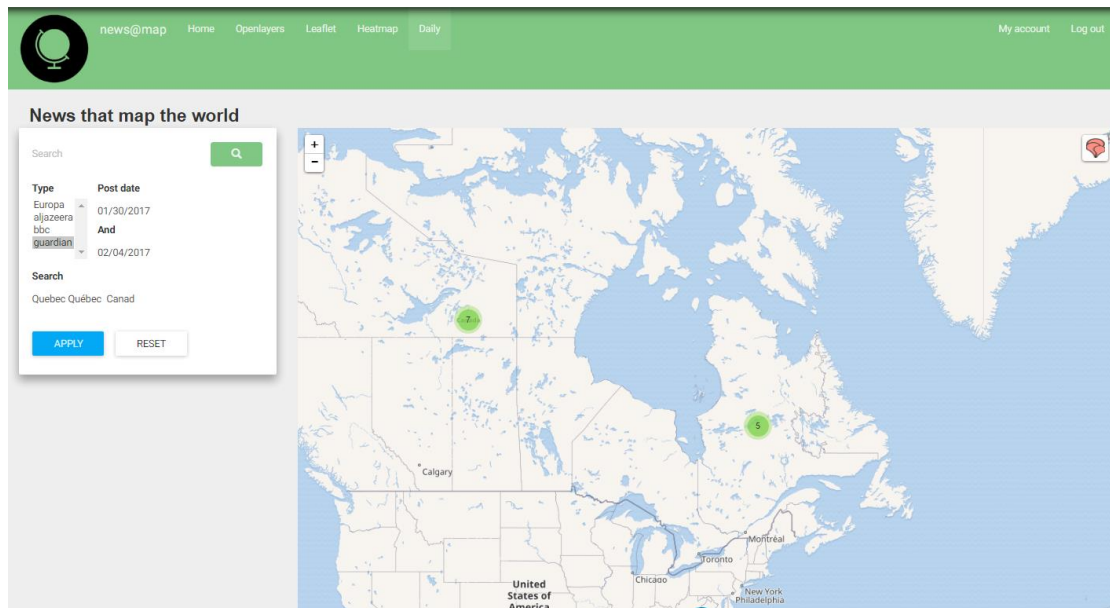 news@map Home Openlayers Leaflet Heatmap Daily My account Log out
News that map the world
Search
+
-
Type Post date
Europa
aljazeera
bbc
guardian
01/30/2017
And
02/04/2017
Search
Quebec Québec Canad
APPLY RESET
7
5
Calgary
Montréal
Toronto
Chicago
New York
Philadelphia
United
States of
America